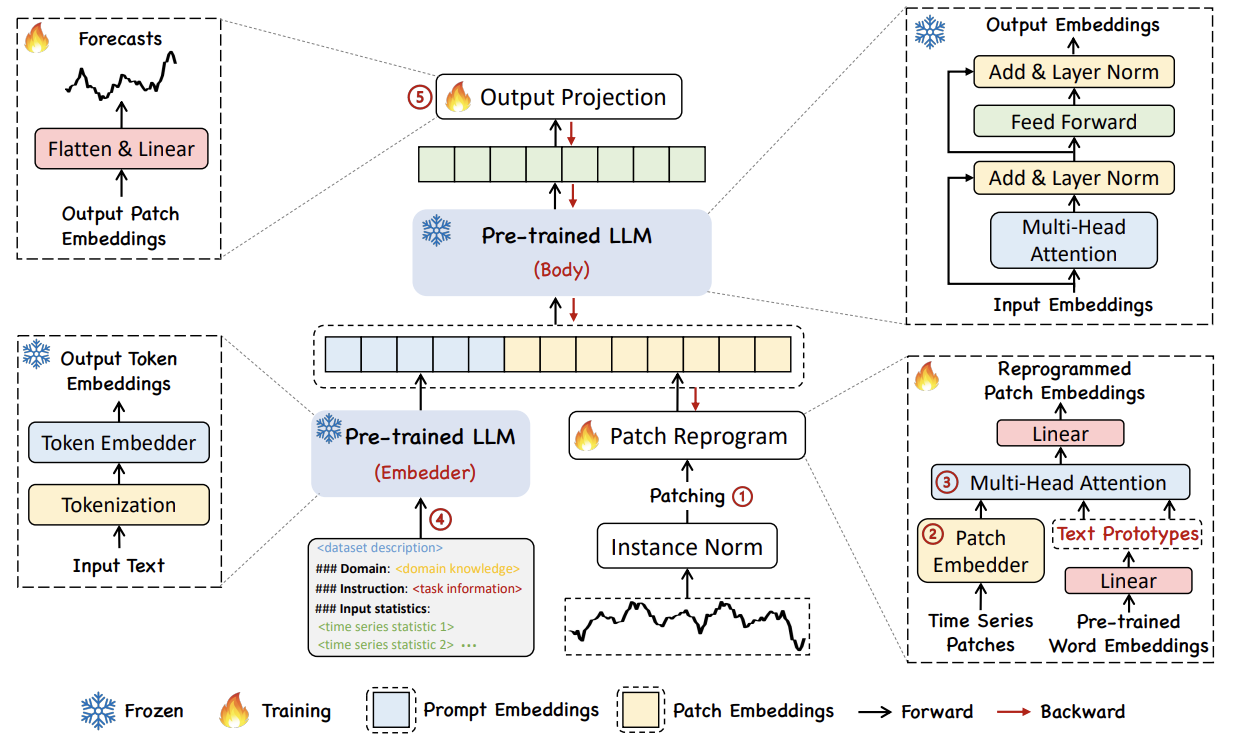 Forecasts
Flatten & Linear
Output Patch
Embeddings
⑤ Output Projection
Pre-trained LLM
(Body)
Output Embeddings
Add & Layer Norm
Feed Forward
Add & Layer Norm
Multi-Head
Attention
Input Embeddings
Output Token
Embeddings
Token Embedder
Tokenization
Input Text
Pre-trained LLM
(Embedder)
④
<dataset description>
### Domain: <domain knowledge>
### Instruction: <task information>
### Input statistics:
<time series statistic 1>
<time series statistic 2> ···
Patch Reprogram
Patching ①
Instance Norm
Reprogrammed
Patch Embeddings
Linear
③ Multi-Head Attention
② Patch
Embedder
Text Prototypes
Linear
Time Series
Patches
Pre-trained
Word Embeddings
Frozen
Training
Prompt Embeddings
Patch Embeddings
Forward
Backward